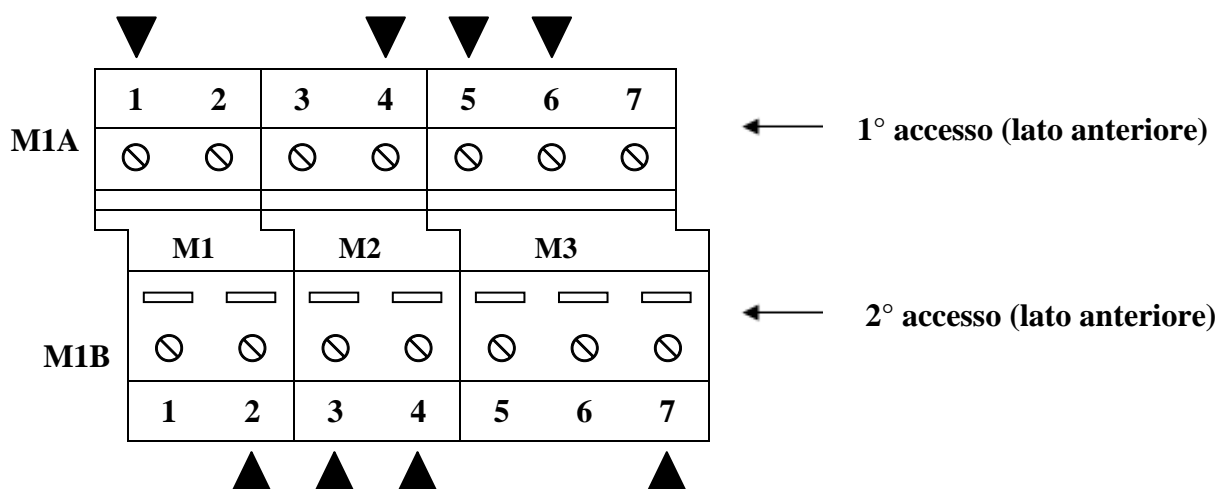 1 2 3 4 5 6 7
M1A
1° accesso (lato anteriore)
M1 M2 M3
2° accesso (lato anteriore)
M1B
1 2 3 4 5 6 7